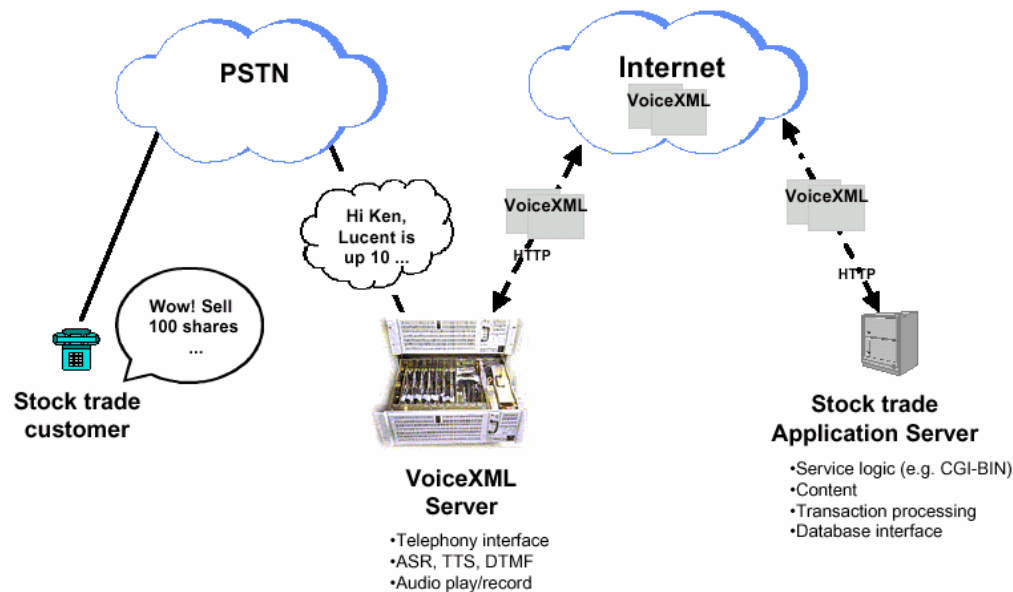 PSTN
Internet
VoiceXML
Hi Ken,
Lucent is
up 10 ...
VoiceXML
HTTP
VoiceXML
HTTP
Wow! Sell
100 shares
...
Stock trade
customer
VoiceXML
Server
•Telephony interface
•ASR, TTS, DTMF
•Audio play/record
Stock trade
Application Server
•Service logic (e.g. CGI-BIN)
•Content
•Transaction processing
•Database interface